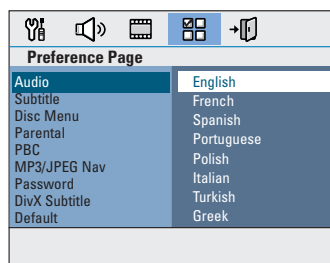 Preference Page
Audio
Subtitle
Disc Menu
Parental
PBC
MP3/JPEG Nav
Password
DivX Subtitle
Default
English
French
Spanish
Portuguese
Polish
Italian
Turkish
Greek